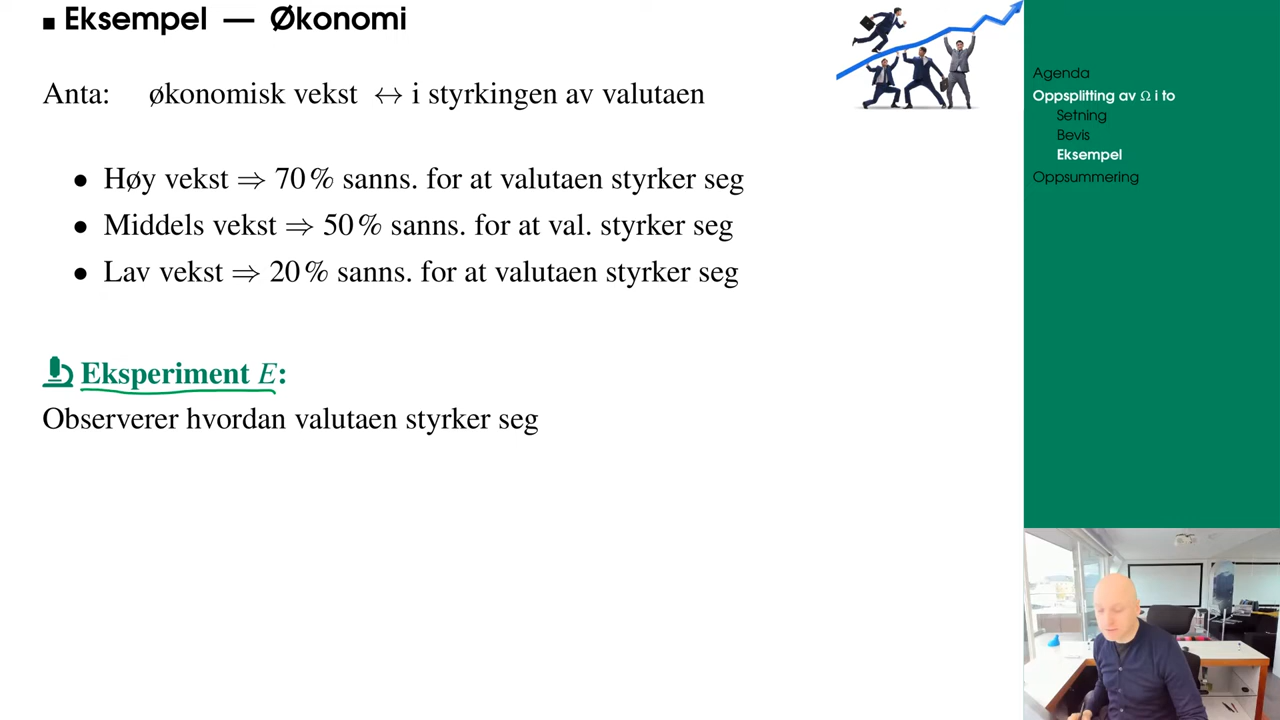 Eksempel — Økonomi
Anta: økonomisk vekst ↔ i styrkingen av valutaen
• Høy vekst ⇒ 70 % sanns. for at valutaen styrker seg
• Middels vekst ⇒ 50 % sanns. for at val. styrker seg
• Lav vekst ⇒ 20 % sanns. for at valutaen styrker seg
Eksperiment E:
Observerer hvordan valutaen styrker seg
Agenda
Oppsplitting av Ω i to
Setning
Bevis
Eksempel
Oppsummering